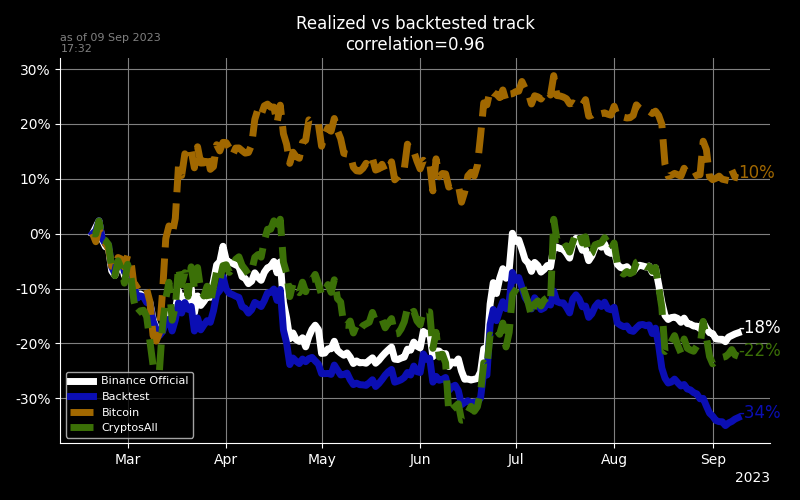 Realized vs backtested track
correlation=0.96
as of 09 Sep 2023
17:32
30%
20%
10%
0%
-10%
-20%
-30%
10%
-18%
-22%
-34%
Binance Official
Backtest
Bitcoin
CryptosAll
Mar
Apr
May
Jun
Jul
Aug
Sep
2023